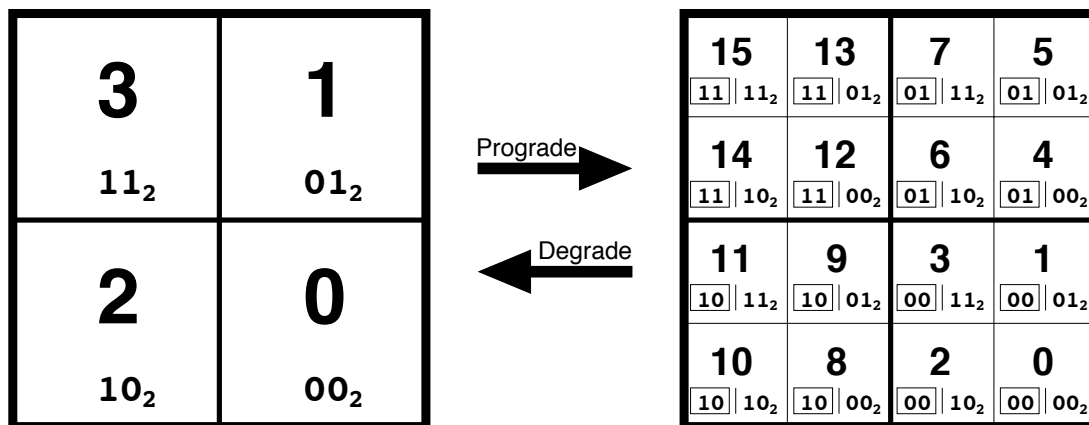 3 1
11₂ 01₂
2 0
10₂ 00₂
Prograde
Degrade
15 13 7 5
11|11₂ 11|01₂ 01|11₂ 01|01₂
14 12 6 4
11|10₂ 11|00₂ 01|10₂ 01|00₂
11 9 3 1
10|11₂ 10|01₂ 00|11₂ 00|01₂
10 8 2 0
10|10₂ 10|00₂ 00|10₂ 00|00₂